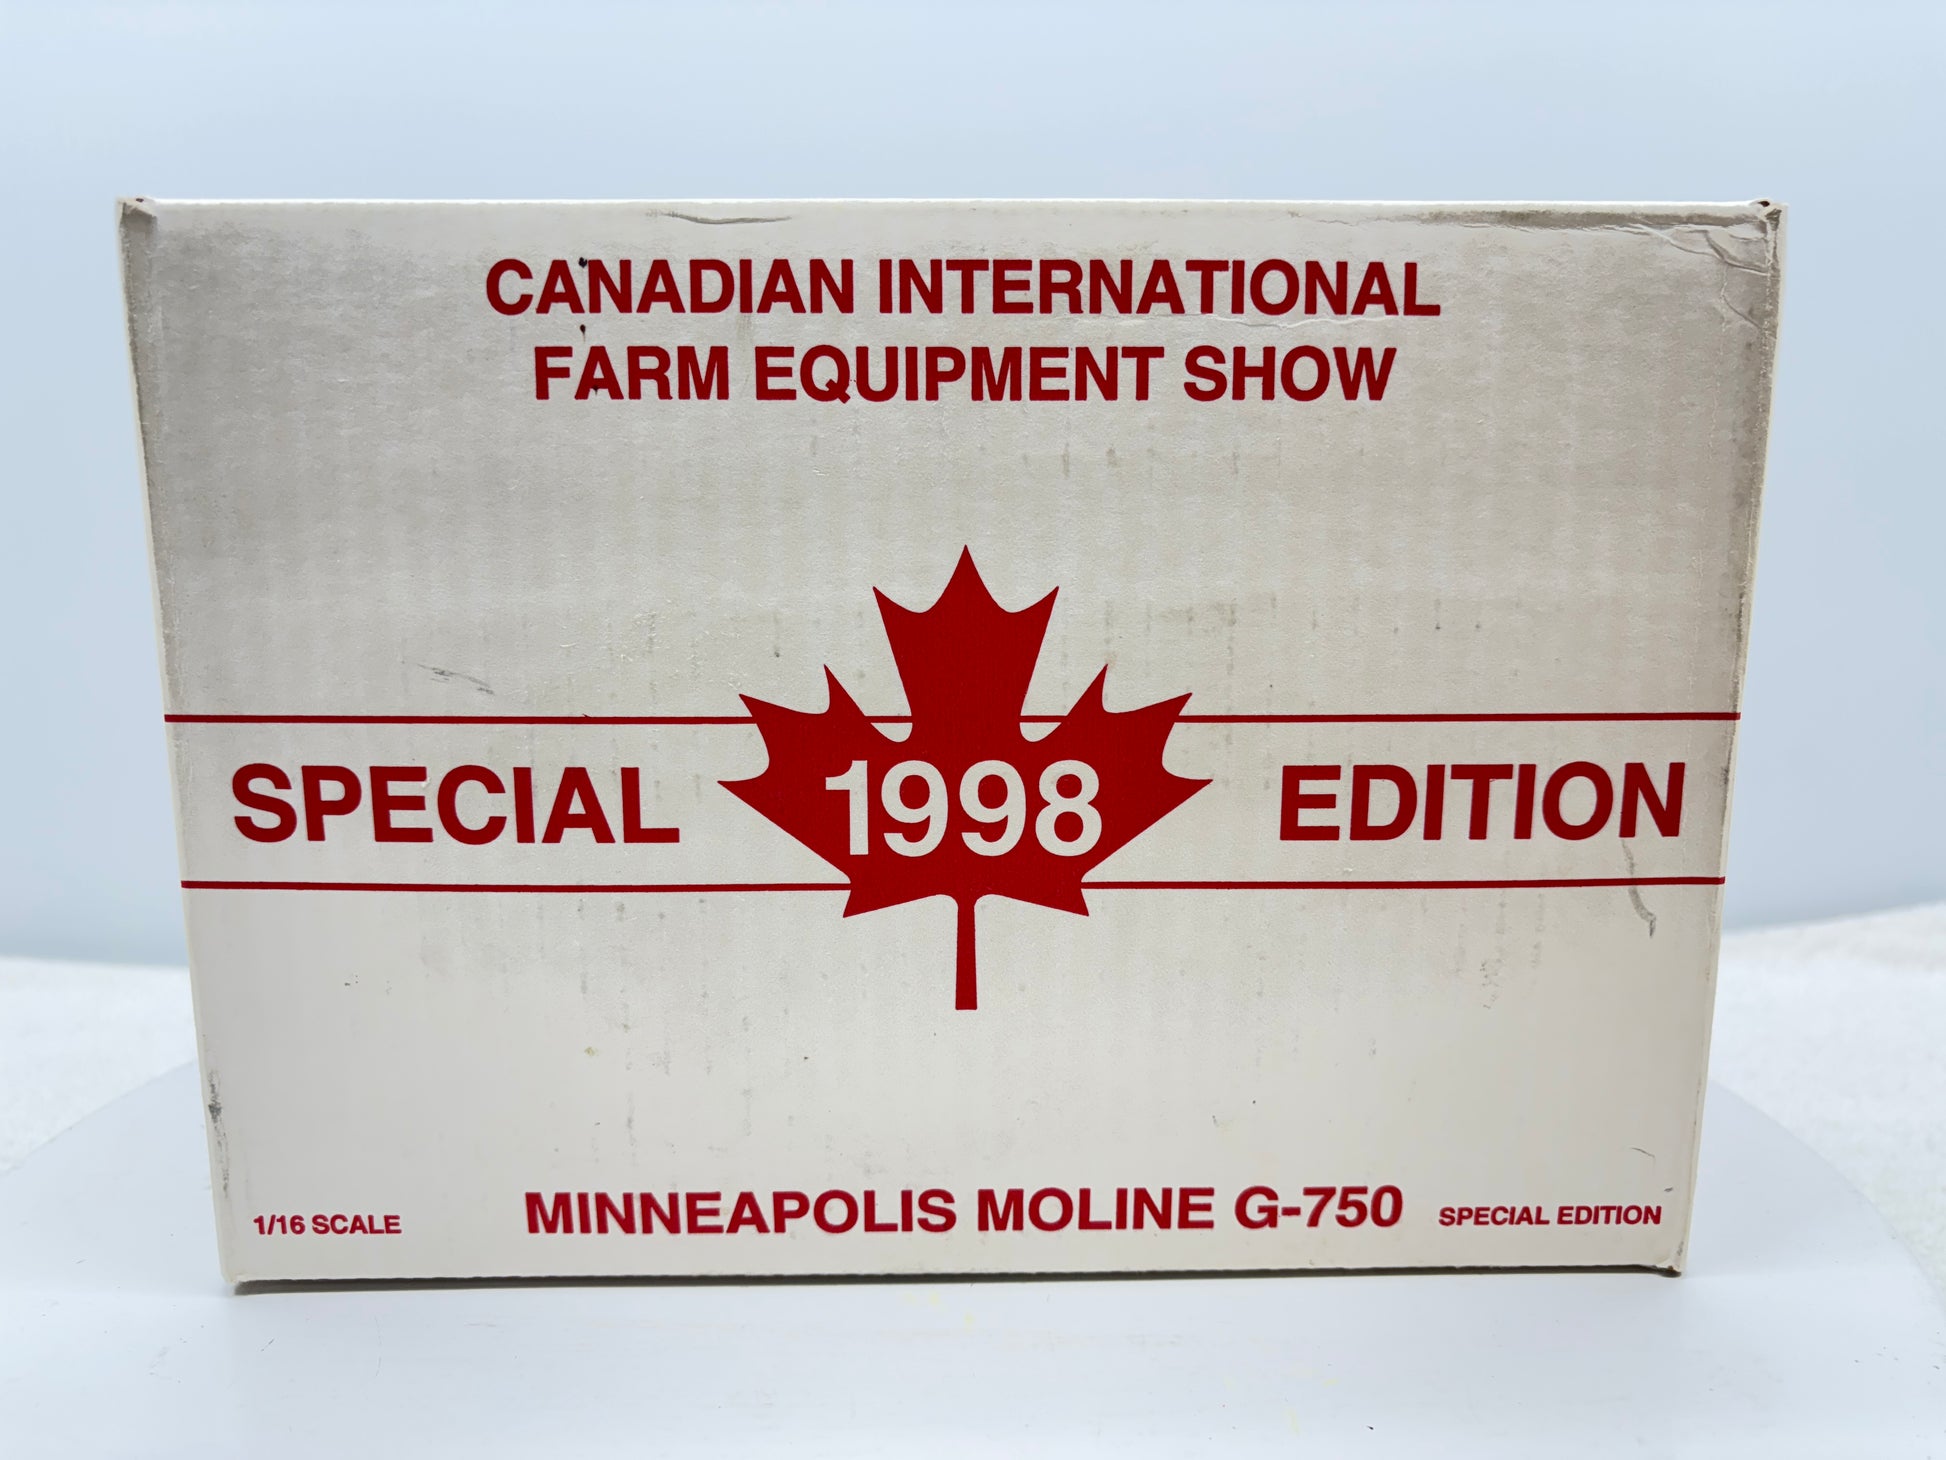 CANADIAN INTERNATIONAL
FARM EQUIPMENT SHOW
SPECIAL 1998 EDITION
1/16 SCALE MINNEAPOLIS MOLINE G-750 SPECIAL EDITION